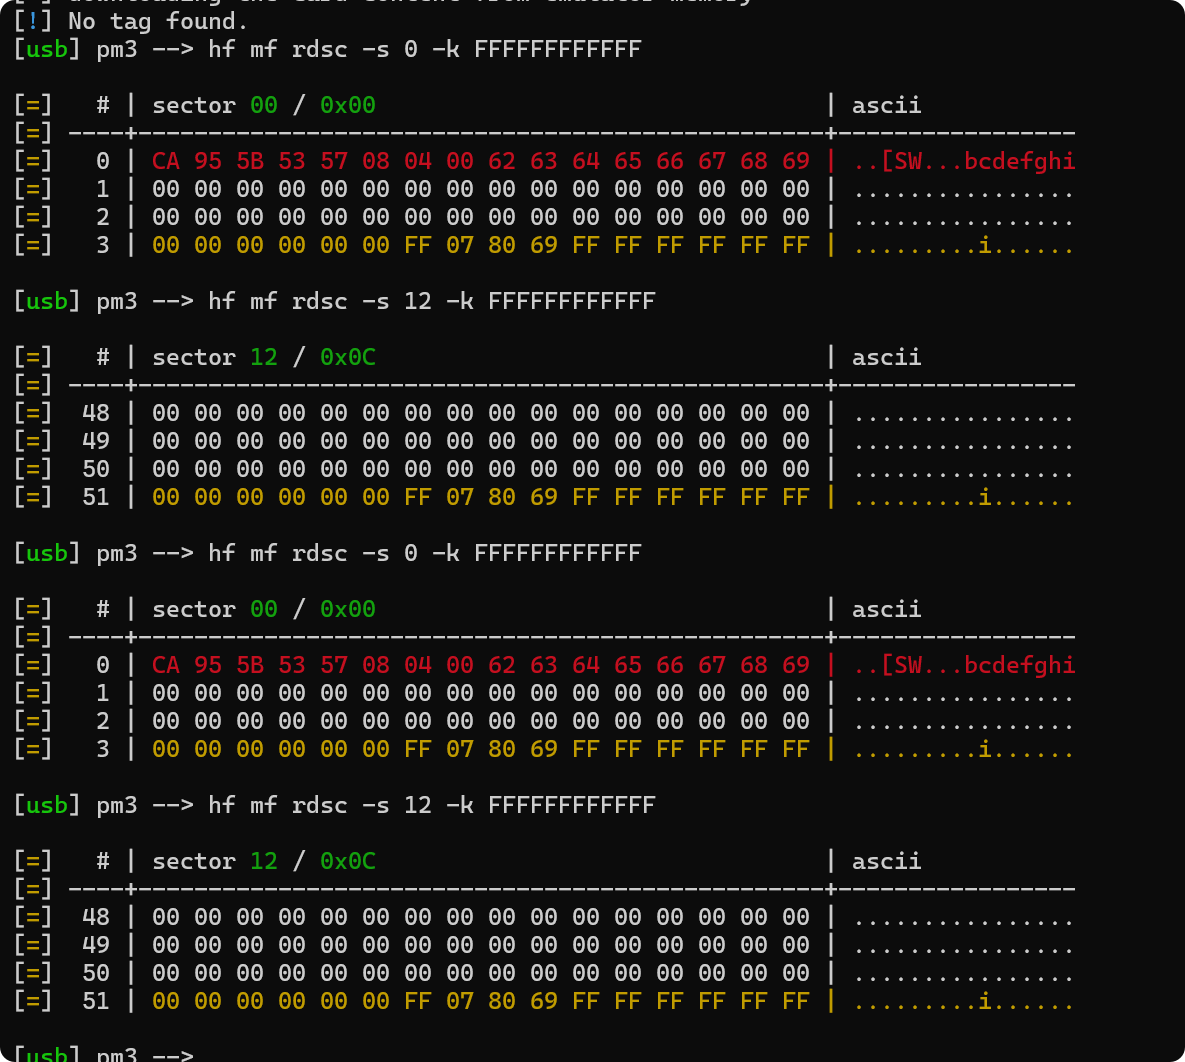 [!] No tag found.
[usb] pm3 --> hf mf rdsc -s 0 -k FFFFFFFFFFFF
[=]   # | sector 00 / 0x00                                | ascii
[=] ----+-------------------------------------------------+-----------------
[=]   0 | CA 95 5B 53 57 08 04 00 62 63 64 65 66 67 68 69 | ..[SW...bcdefghi
[=]   1 | 00 00 00 00 00 00 00 00 00 00 00 00 00 00 00 00 | ................
[=]   2 | 00 00 00 00 00 00 00 00 00 00 00 00 00 00 00 00 | ................
[=]   3 | 00 00 00 00 00 00 FF 07 80 69 FF FF FF FF FF FF | .........i......
[usb] pm3 --> hf mf rdsc -s 12 -k FFFFFFFFFFFF
[=]   # | sector 12 / 0x0C                                | ascii
[=] ----+-------------------------------------------------+-----------------
[=]  48 | 00 00 00 00 00 00 00 00 00 00 00 00 00 00 00 00 | ................
[=]  49 | 00 00 00 00 00 00 00 00 00 00 00 00 00 00 00 00 | ................
[=]  50 | 00 00 00 00 00 00 00 00 00 00 00 00 00 00 00 00 | ................
[=]  51 | 00 00 00 00 00 00 FF 07 80 69 FF FF FF FF FF FF | .........i......
[usb] pm3 --> hf mf rdsc -s 0 -k FFFFFFFFFFFF
[=]   # | sector 00 / 0x00                                | ascii
[=] ----+-------------------------------------------------+-----------------
[=]   0 | CA 95 5B 53 57 08 04 00 62 63 64 65 66 67 68 69 | ..[SW...bcdefghi
[=]   1 | 00 00 00 00 00 00 00 00 00 00 00 00 00 00 00 00 | ................
[=]   2 | 00 00 00 00 00 00 00 00 00 00 00 00 00 00 00 00 | ................
[=]   3 | 00 00 00 00 00 00 FF 07 80 69 FF FF FF FF FF FF | .........i......
[usb] pm3 --> hf mf rdsc -s 12 -k FFFFFFFFFFFF
[=]   # | sector 12 / 0x0C                                | ascii
[=] ----+-------------------------------------------------+-----------------
[=]  48 | 00 00 00 00 00 00 00 00 00 00 00 00 00 00 00 00 | ................
[=]  49 | 00 00 00 00 00 00 00 00 00 00 00 00 00 00 00 00 | ................
[=]  50 | 00 00 00 00 00 00 00 00 00 00 00 00 00 00 00 00 | ................
[=]  51 | 00 00 00 00 00 00 FF 07 80 69 FF FF FF FF FF FF | .........i......
[usb] pm3 -->